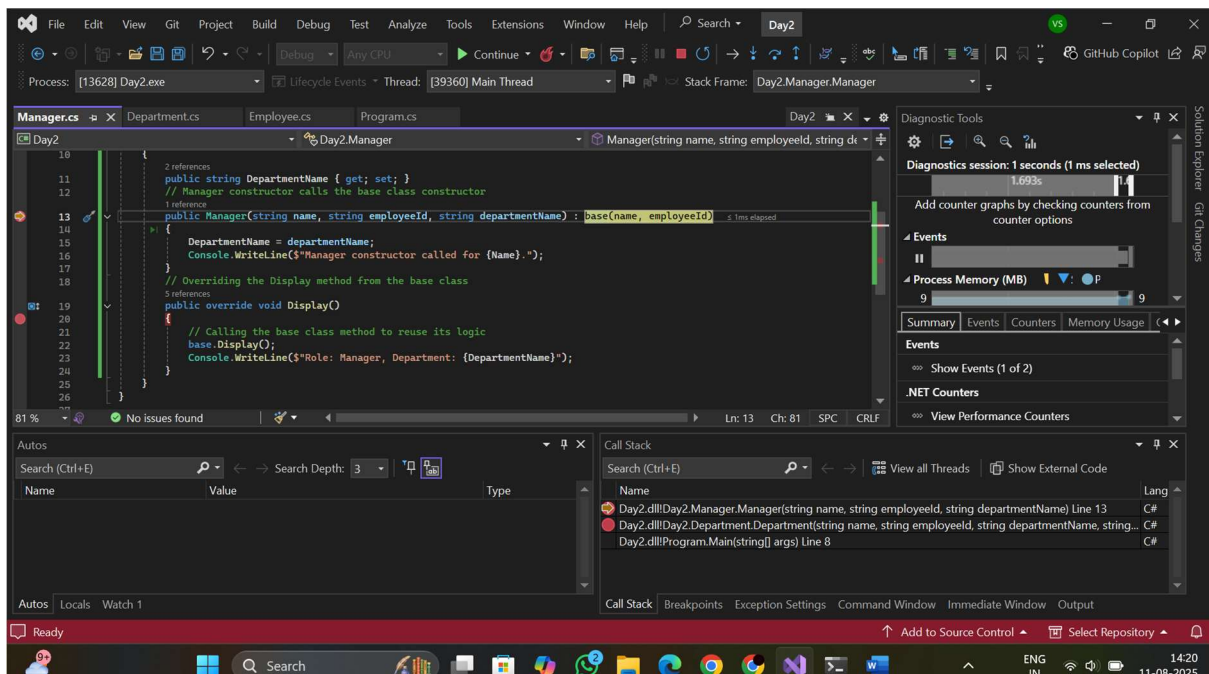 File Edit View Git Project Build Debug Test Analyze Tools Extensions Window Help Search Day2 VS
Debug Any CPU Continue GitHub Copilot
Process: [13628] Day2.exe Lifecycle Events Thread: [39360] Main Thread Stack Frame: Day2.Manager.Manager
Manager.cs Department.cs Employee.cs Program.cs Day2
Day2 Day2.Manager Manager(string name, string employeeId, string de
10 {
2 references
11 public string DepartmentName { get; set; }
12 // Manager constructor calls the base class constructor
1 reference
13 public Manager(string name, string employeeId, string departmentName) : base(name, employeeId) ≤ 1ms elapsed
14 {
15 DepartmentName = departmentName;
16 Console.WriteLine($"Manager constructor called for {Name}.");
17 }
18 // Overriding the Display method from the base class
5 references
19 public override void Display()
20 {
21 // Calling the base class method to reuse its logic
22 base.Display();
23 Console.WriteLine($"Role: Manager, Department: {DepartmentName}");
24 }
25 }
26 }
81 % No issues found Ln: 13 Ch: 81 SPC CRLF
Diagnostic Tools
Diagnostics session: 1 seconds (1 ms selected)
1.693s
Add counter graphs by checking counters from
counter options
Events
Process Memory (MB) P
9 9
Summary Events Counters Memory Usage
Events
Show Events (1 of 2)
.NET Counters
View Performance Counters
Solution Explorer
Git Changes
Autos
Search (Ctrl+E) Search Depth: 3
Name Value Type
Autos Locals Watch 1
Call Stack
Search (Ctrl+E) View all Threads Show External Code
Name Lang
Day2.dll!Day2.Manager.Manager(string name, string employeeId, string departmentName) Line 13 C#
Day2.dll!Day2.Department.Department(string name, string employeeId, string departmentName, string... C#
Day2.dll!Program.Main(string[] args) Line 8 C#
Call Stack Breakpoints Exception Settings Command Window Immediate Window Output
Ready Add to Source Control Select Repository
9+ Search 2 ENG 14:20
IN 11-08-2025